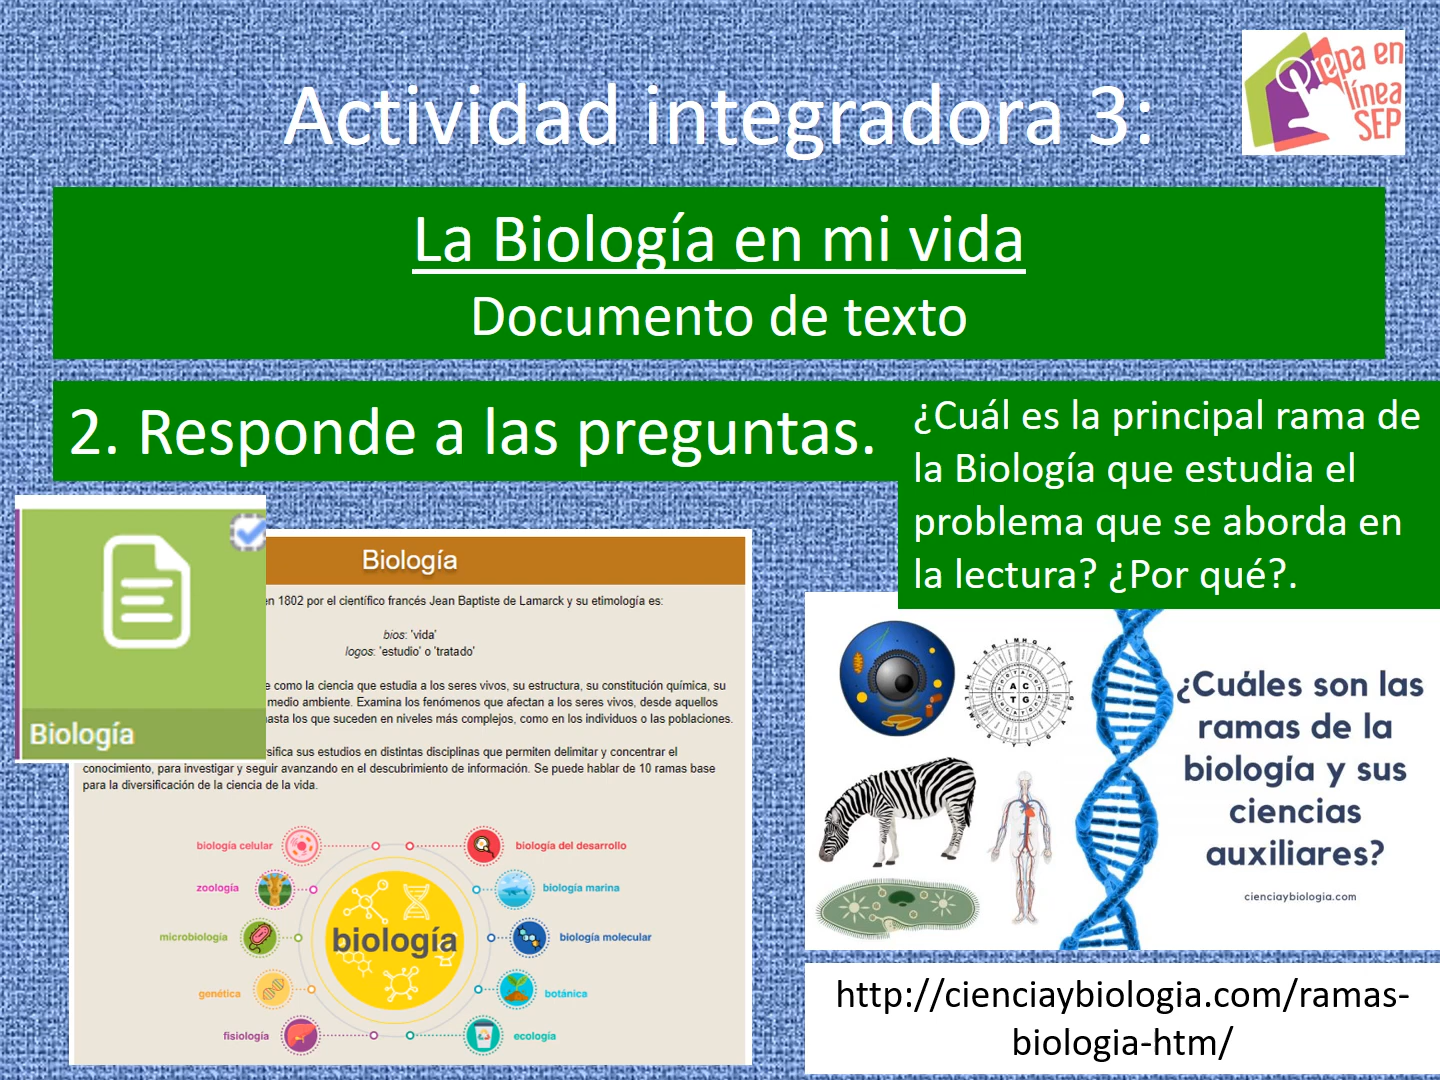 Actividad integradora 3:
Prepa en
línea
SEP
La Biología en mi vida
Documento de texto
2. Responde a las preguntas.
¿Cuál es la principal rama de
la Biología que estudia el
problema que se aborda en
la lectura? ¿Por qué?.
Biología
Biología
en 1802 por el científico francés Jean Baptiste de Lamarck y su etimología es:
bios: 'vida'
logos: 'estudio' o 'tratado'
como la ciencia que estudia a los seres vivos, su estructura, su constitución química, su
medio ambiente. Examina los fenómenos que afectan a los seres vivos, desde aquellos
hasta los que suceden en niveles más complejos, como en los individuos o las poblaciones.
sifica sus estudios en distintas disciplinas que permiten delimitar y concentrar el
conocimiento, para investigar y seguir avanzando en el descubrimiento de información. Se puede hablar de 10 ramas base
para la diversificación de la ciencia de la vida.
biología celular
biología del desarrollo
zoología
biología marina
microbiología
biología
biología molecular
genética
botánica
fisiología
ecología
A C
T G
¿Cuáles son las
ramas de la
biología y sus
ciencias
auxiliares?
cienciaybiologia.com
http://cienciaybiologia.com/ramas-
biologia-htm/